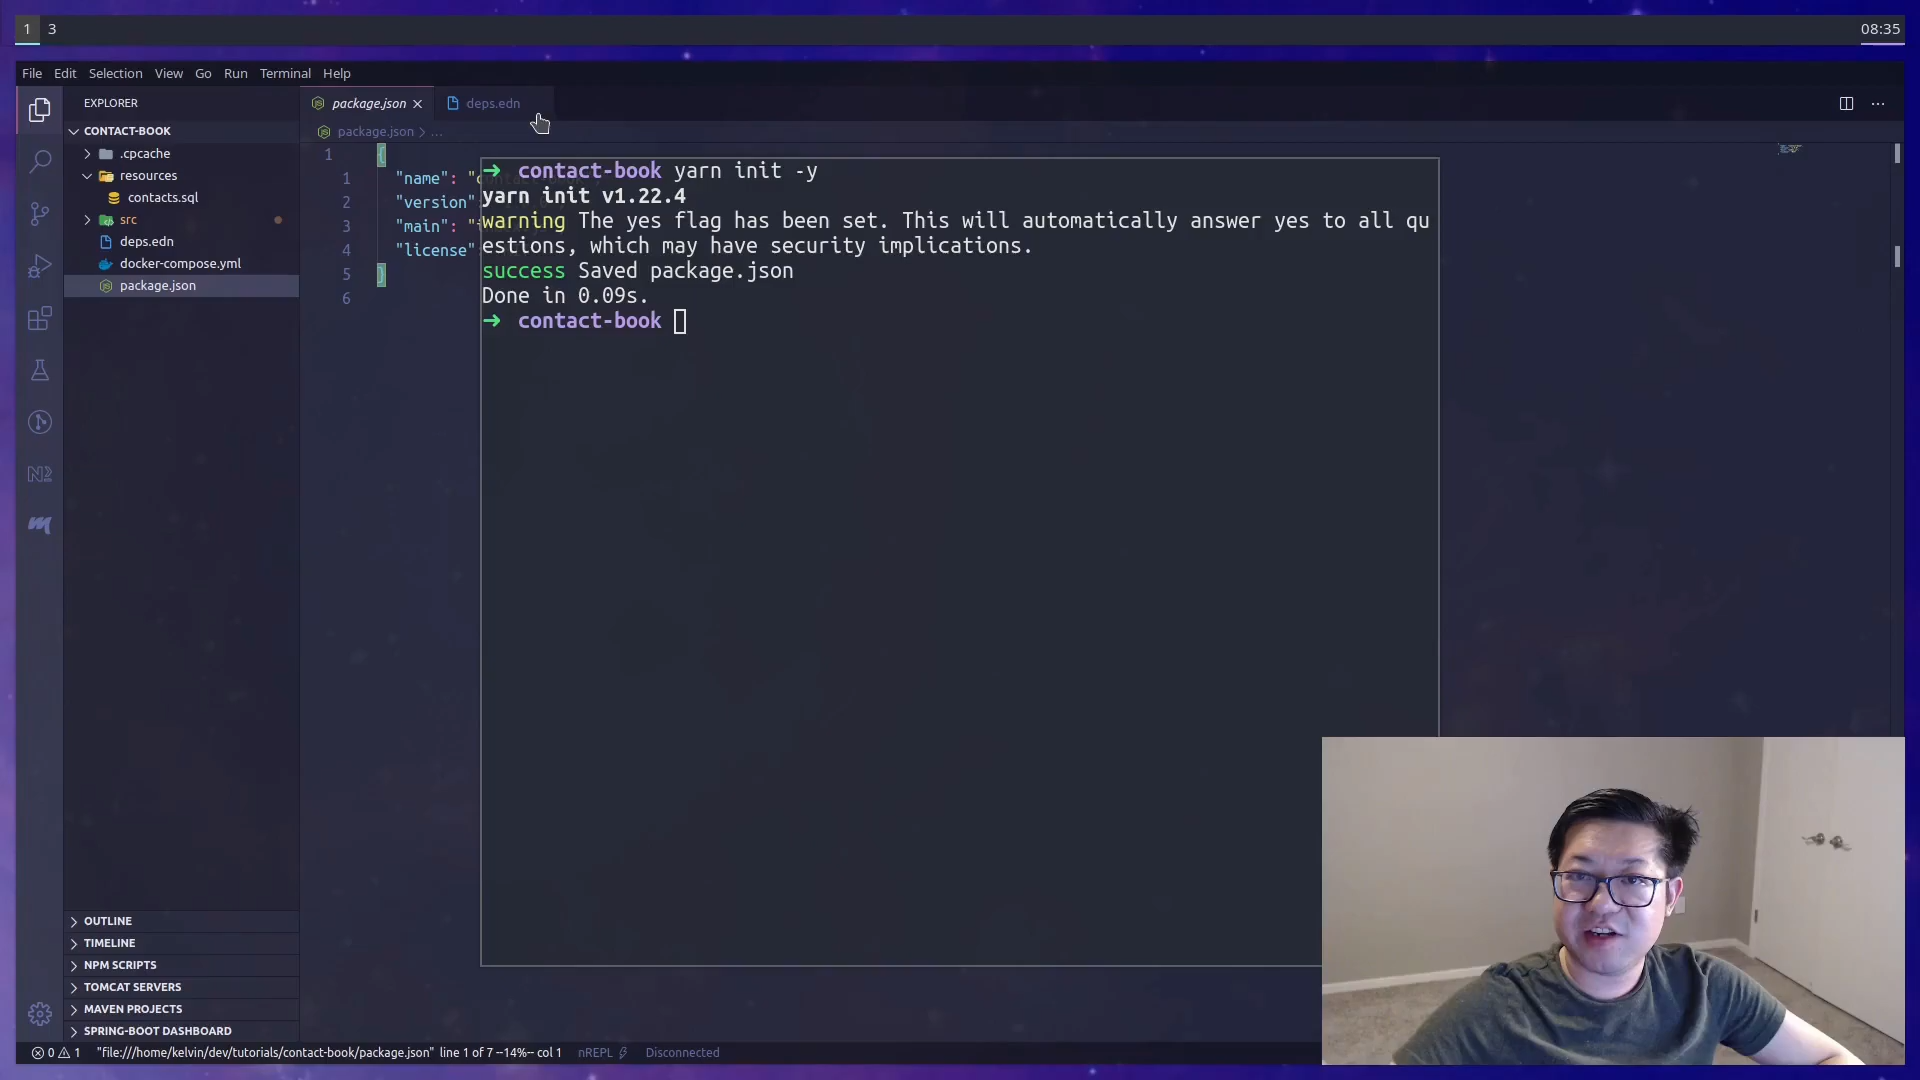 1 3
08:35
File Edit Selection View Go Run Terminal Help
EXPLORER
CONTACT-BOOK
.cpcache
resources
contacts.sql
src
deps.edn
docker-compose.yml
package.json
OUTLINE
TIMELINE
NPM SCRIPTS
TOMCAT SERVERS
MAVEN PROJECTS
SPRING-BOOT DASHBOARD
package.json deps.edn
package.json > ...
1 {
1 "name": "
2 "version"
3 "main": "
4 "license"
5 }
6
➜ contact-book yarn init -y
yarn init v1.22.4
warning The yes flag has been set. This will automatically answer yes to all qu
estions, which may have security implications.
success Saved package.json
Done in 0.09s.
➜ contact-book
0 1 "file:///home/kelvin/dev/tutorials/contact-book/package.json" line 1 of 7 --14%-- col 1 nREPL Disconnected